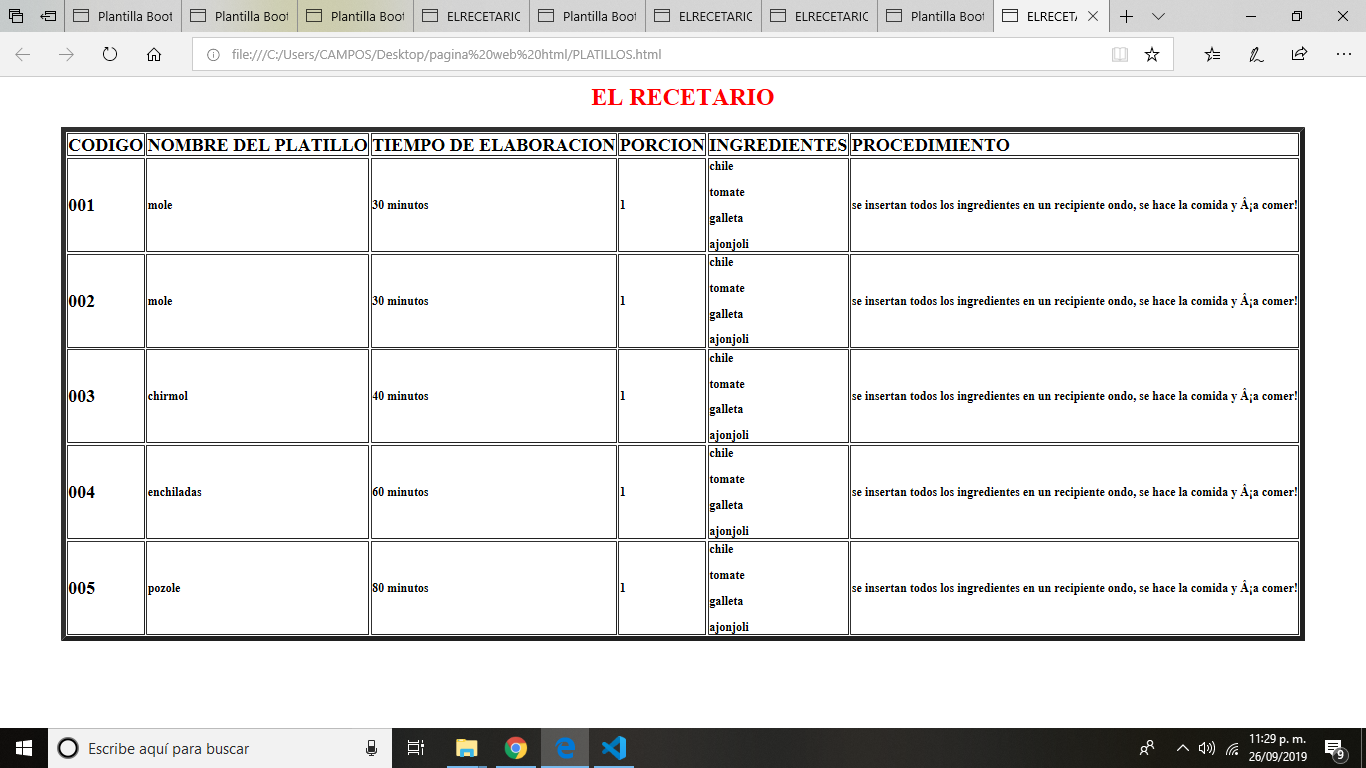 Plantilla Boot
Plantilla Boot
Plantilla Boot
ELRECETARIO
Plantilla Boot
ELRECETARIO
ELRECETARIO
Plantilla Boot
ELRECETA
file:///C:/Users/CAMPOS/Desktop/pagina%20web%20html/PLATILLOS.html
EL RECETARIO
CODIGO NOMBRE DEL PLATILLO TIEMPO DE ELABORACION PORCION INGREDIENTES PROCEDIMIENTO
001 mole 30 minutos 1
chile
tomate
galleta
ajonjoli
se insertan todos los ingredientes en un recipiente ondo, se hace la comida y Â¡a comer!
002 mole 30 minutos 1
chile
tomate
galleta
ajonjoli
se insertan todos los ingredientes en un recipiente ondo, se hace la comida y Â¡a comer!
003 chirmol 40 minutos 1
chile
tomate
galleta
ajonjoli
se insertan todos los ingredientes en un recipiente ondo, se hace la comida y Â¡a comer!
004 enchiladas 60 minutos 1
chile
tomate
galleta
ajonjoli
se insertan todos los ingredientes en un recipiente ondo, se hace la comida y Â¡a comer!
005 pozole 80 minutos 1
chile
tomate
galleta
ajonjoli
se insertan todos los ingredientes en un recipiente ondo, se hace la comida y Â¡a comer!
Escribe aquí para buscar
11:29 p. m.
26/09/2019
9